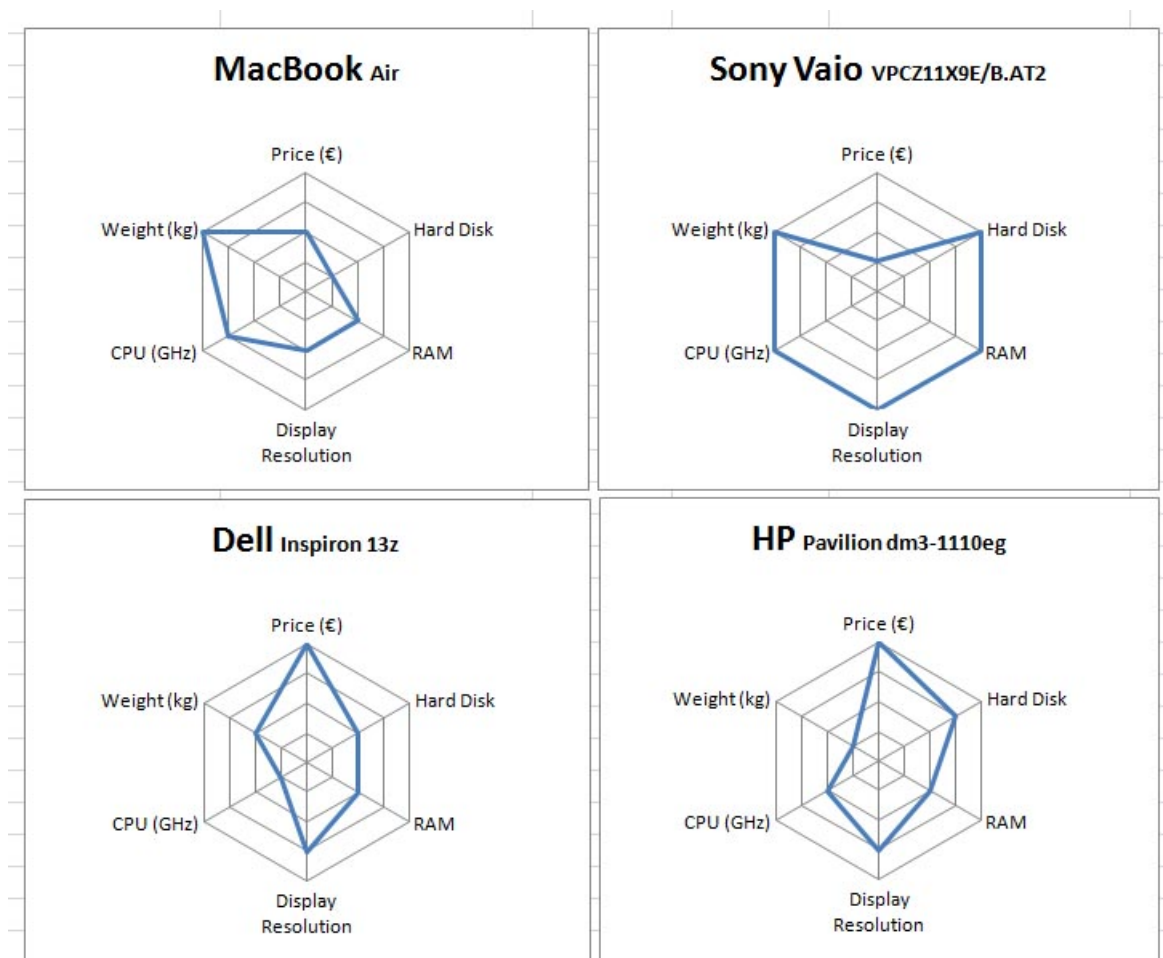 MacBook Air
Price (€)
Weight (kg)
Hard Disk
CPU (GHz)
RAM
Display
Resolution
Sony Vaio VPCZ11X9E/B.AT2
Price (€)
Weight (kg)
Hard Disk
CPU (GHz)
RAM
Display
Resolution
Dell Inspiron 13z
Price (€)
Weight (kg)
Hard Disk
CPU (GHz)
RAM
Display
Resolution
HP Pavilion dm3-1110eg
Price (€)
Weight (kg)
Hard Disk
CPU (GHz)
RAM
Display
Resolution